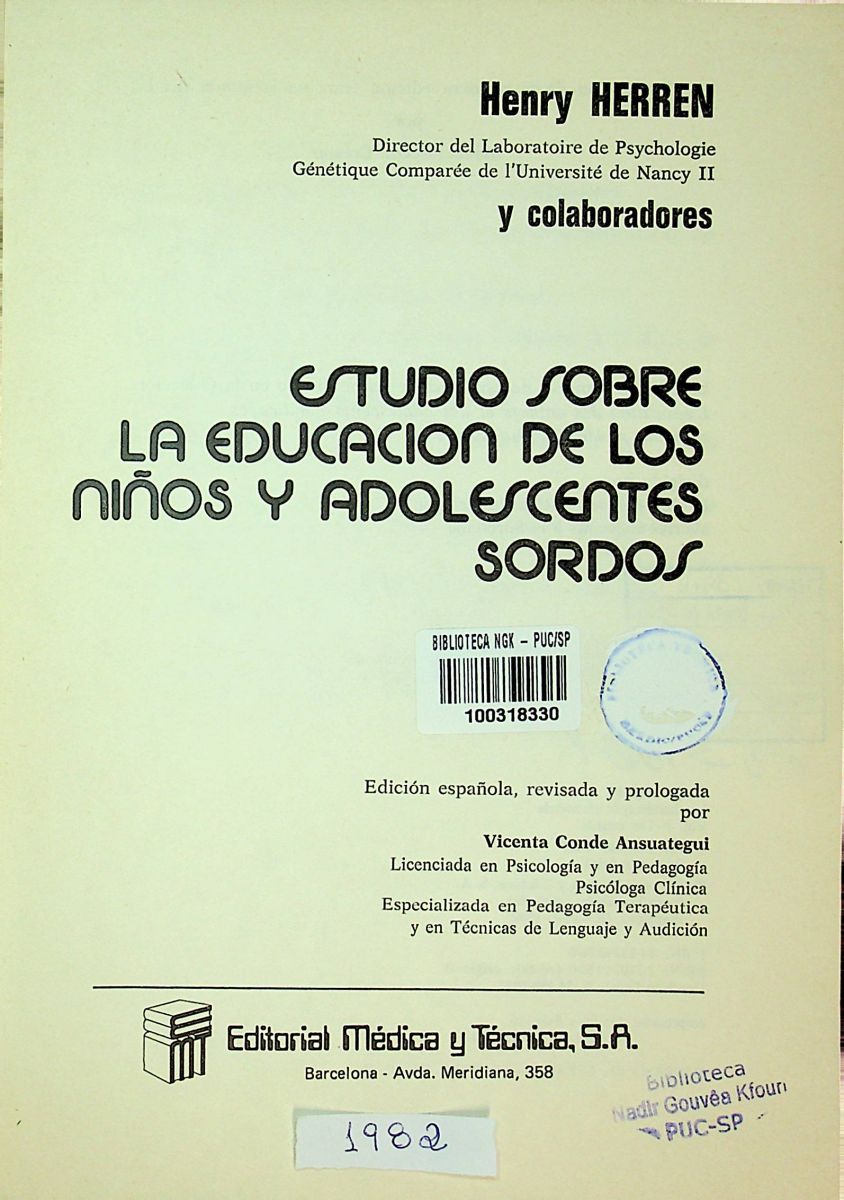 Henry HERREN
Director del Laboratoire de Psychologie
Génétique Comparée de l'Université de Nancy II
y colaboradores
ESTUDIO SOBRE
LA EDUCACION DE LOS
NIÑOS Y ADOLESCENTES
SORDOS
BIBLIOTECA NGK – PUC/SP
100318330
Edición española, revisada y prologada
por
Vicenta Conde Ansuategui
Licenciada en Psicología y en Pedagogía
Psicóloga Clínica
Especializada en Pedagogía Terapéutica
y en Técnicas de Lenguaje y Audición
Editorial Médica y Técnica, S.A.
Barcelona - Avda. Meridiana, 358
Biblioteca
Nadir Gouvêa Kfouri
PUC-SP
1982